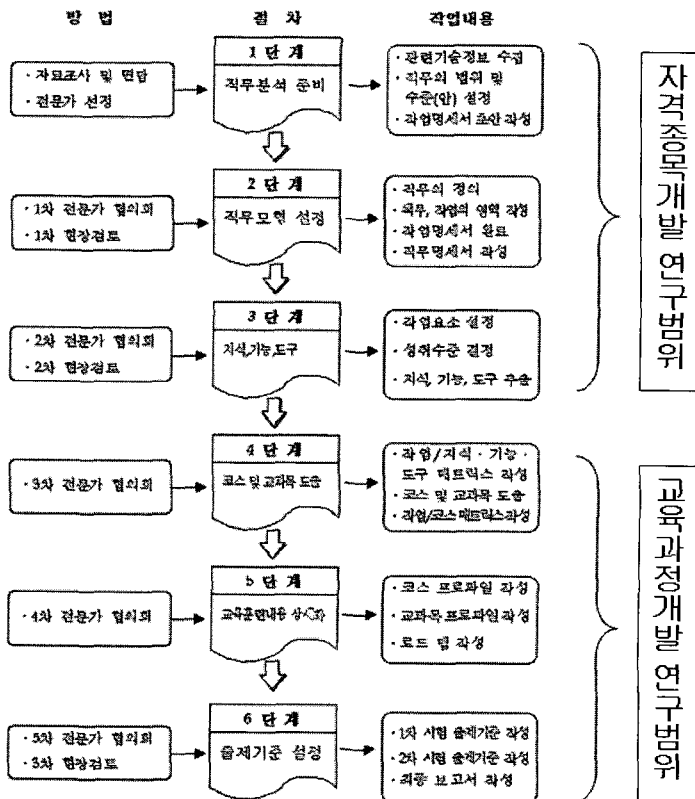 방 법 절 차 작업내용
1 단 계
직무분석 준비
· 자료조사 및 면담
· 전문가 선정
· 관련기술정보 수집
· 직무의 범위 및
수준(안) 설정
· 작업명세서 초안 작성
2 단 계
직무모형 선정
· 1차 전문가 협의회
· 1차 현장검토
· 직무의 정의
· 책무, 작업의 영역 작성
· 작업명세서 완료
· 직무명세서 작성
3 단 계
지식,기능,도구
· 2차 전문가 협의회
· 2차 현장검토
· 작업요소 설정
· 성취수준 결정
· 지식, 기능, 도구 추출
자격종목개발 연구범위
4 단 계
코스 및 교과목 도출
· 3차 전문가 협의회
· 작업/지식 · 기능 ·
도구 매트릭스 작성
· 코스 및 교과목 도출
· 작업/코스 매트릭스작성
5 단 계
교육훈련내용 상세화
· 4차 전문가 협의회
· 코스 프로파일 작성
· 교과목 프로파일 작성
· 로드 맵 작성
6 단 계
출제기준 설정
· 5차 전문가 협의회
· 3차 현장검토
· 1차 시험 출제기준 작성
· 2차 시험 출제기준 작성
· 최종 보고서 작성
교육과정개발 연구범위